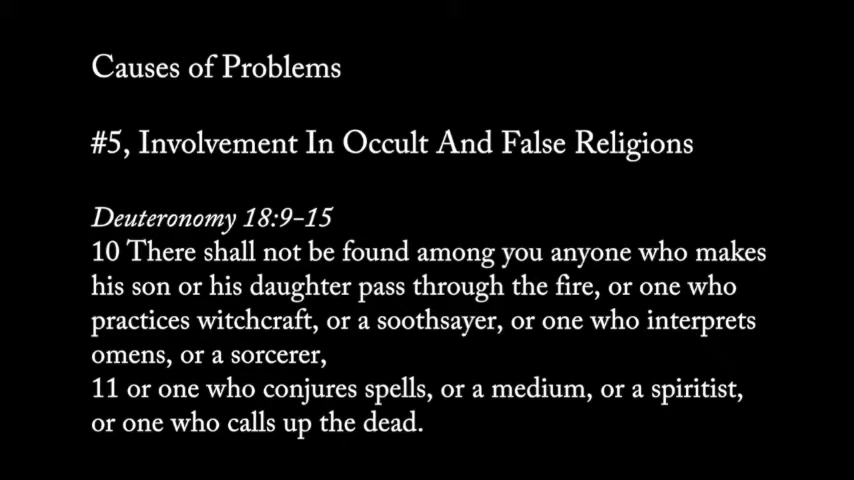 Causes of Problems
#5, Involvement In Occult And False Religions
Deuteronomy 18:9-15
10 There shall not be found among you anyone who makes
his son or his daughter pass through the fire, or one who
practices witchcraft, or a soothsayer, or one who interprets
omens, or a sorcerer,
11 or one who conjures spells, or a medium, or a spiritist,
or one who calls up the dead.